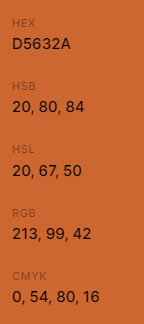 HEX
D5632A
HSB
20, 80, 84
HSL
20, 67, 50
RGB
213, 99, 42
CMYK
0, 54, 80, 16